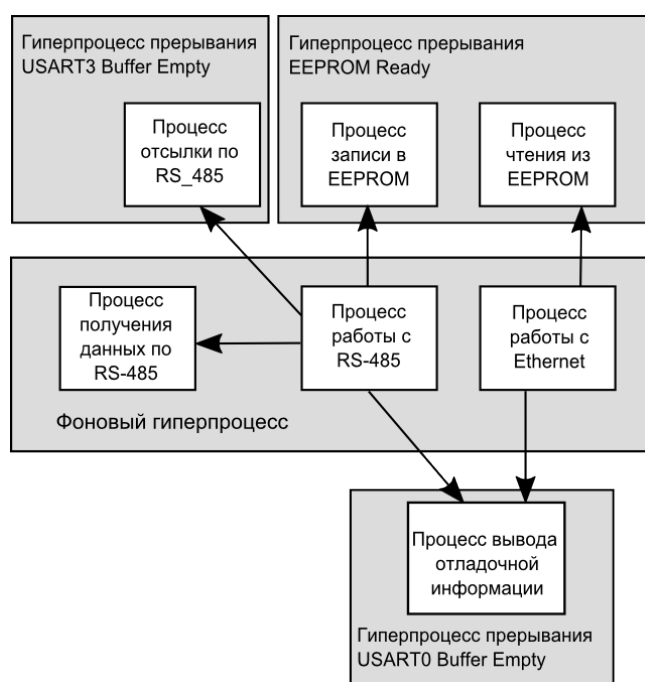 Гиперпроцесс прерывания
USART3 Buffer Empty
Процесс
отсылки по
RS_485
Гиперпроцесс прерывания
EEPROM Ready
Процесс
записи в
EEPROM
Процесс
чтения из
EEPROM
Процесс
получения
данных по
RS-485
Процесс
работы с
RS-485
Процесс
работы с
Ethernet
Фоновый гиперпроцесс
Процесс вывода
отладочной
информации
Гиперпроцесс прерывания
USART0 Buffer Empty